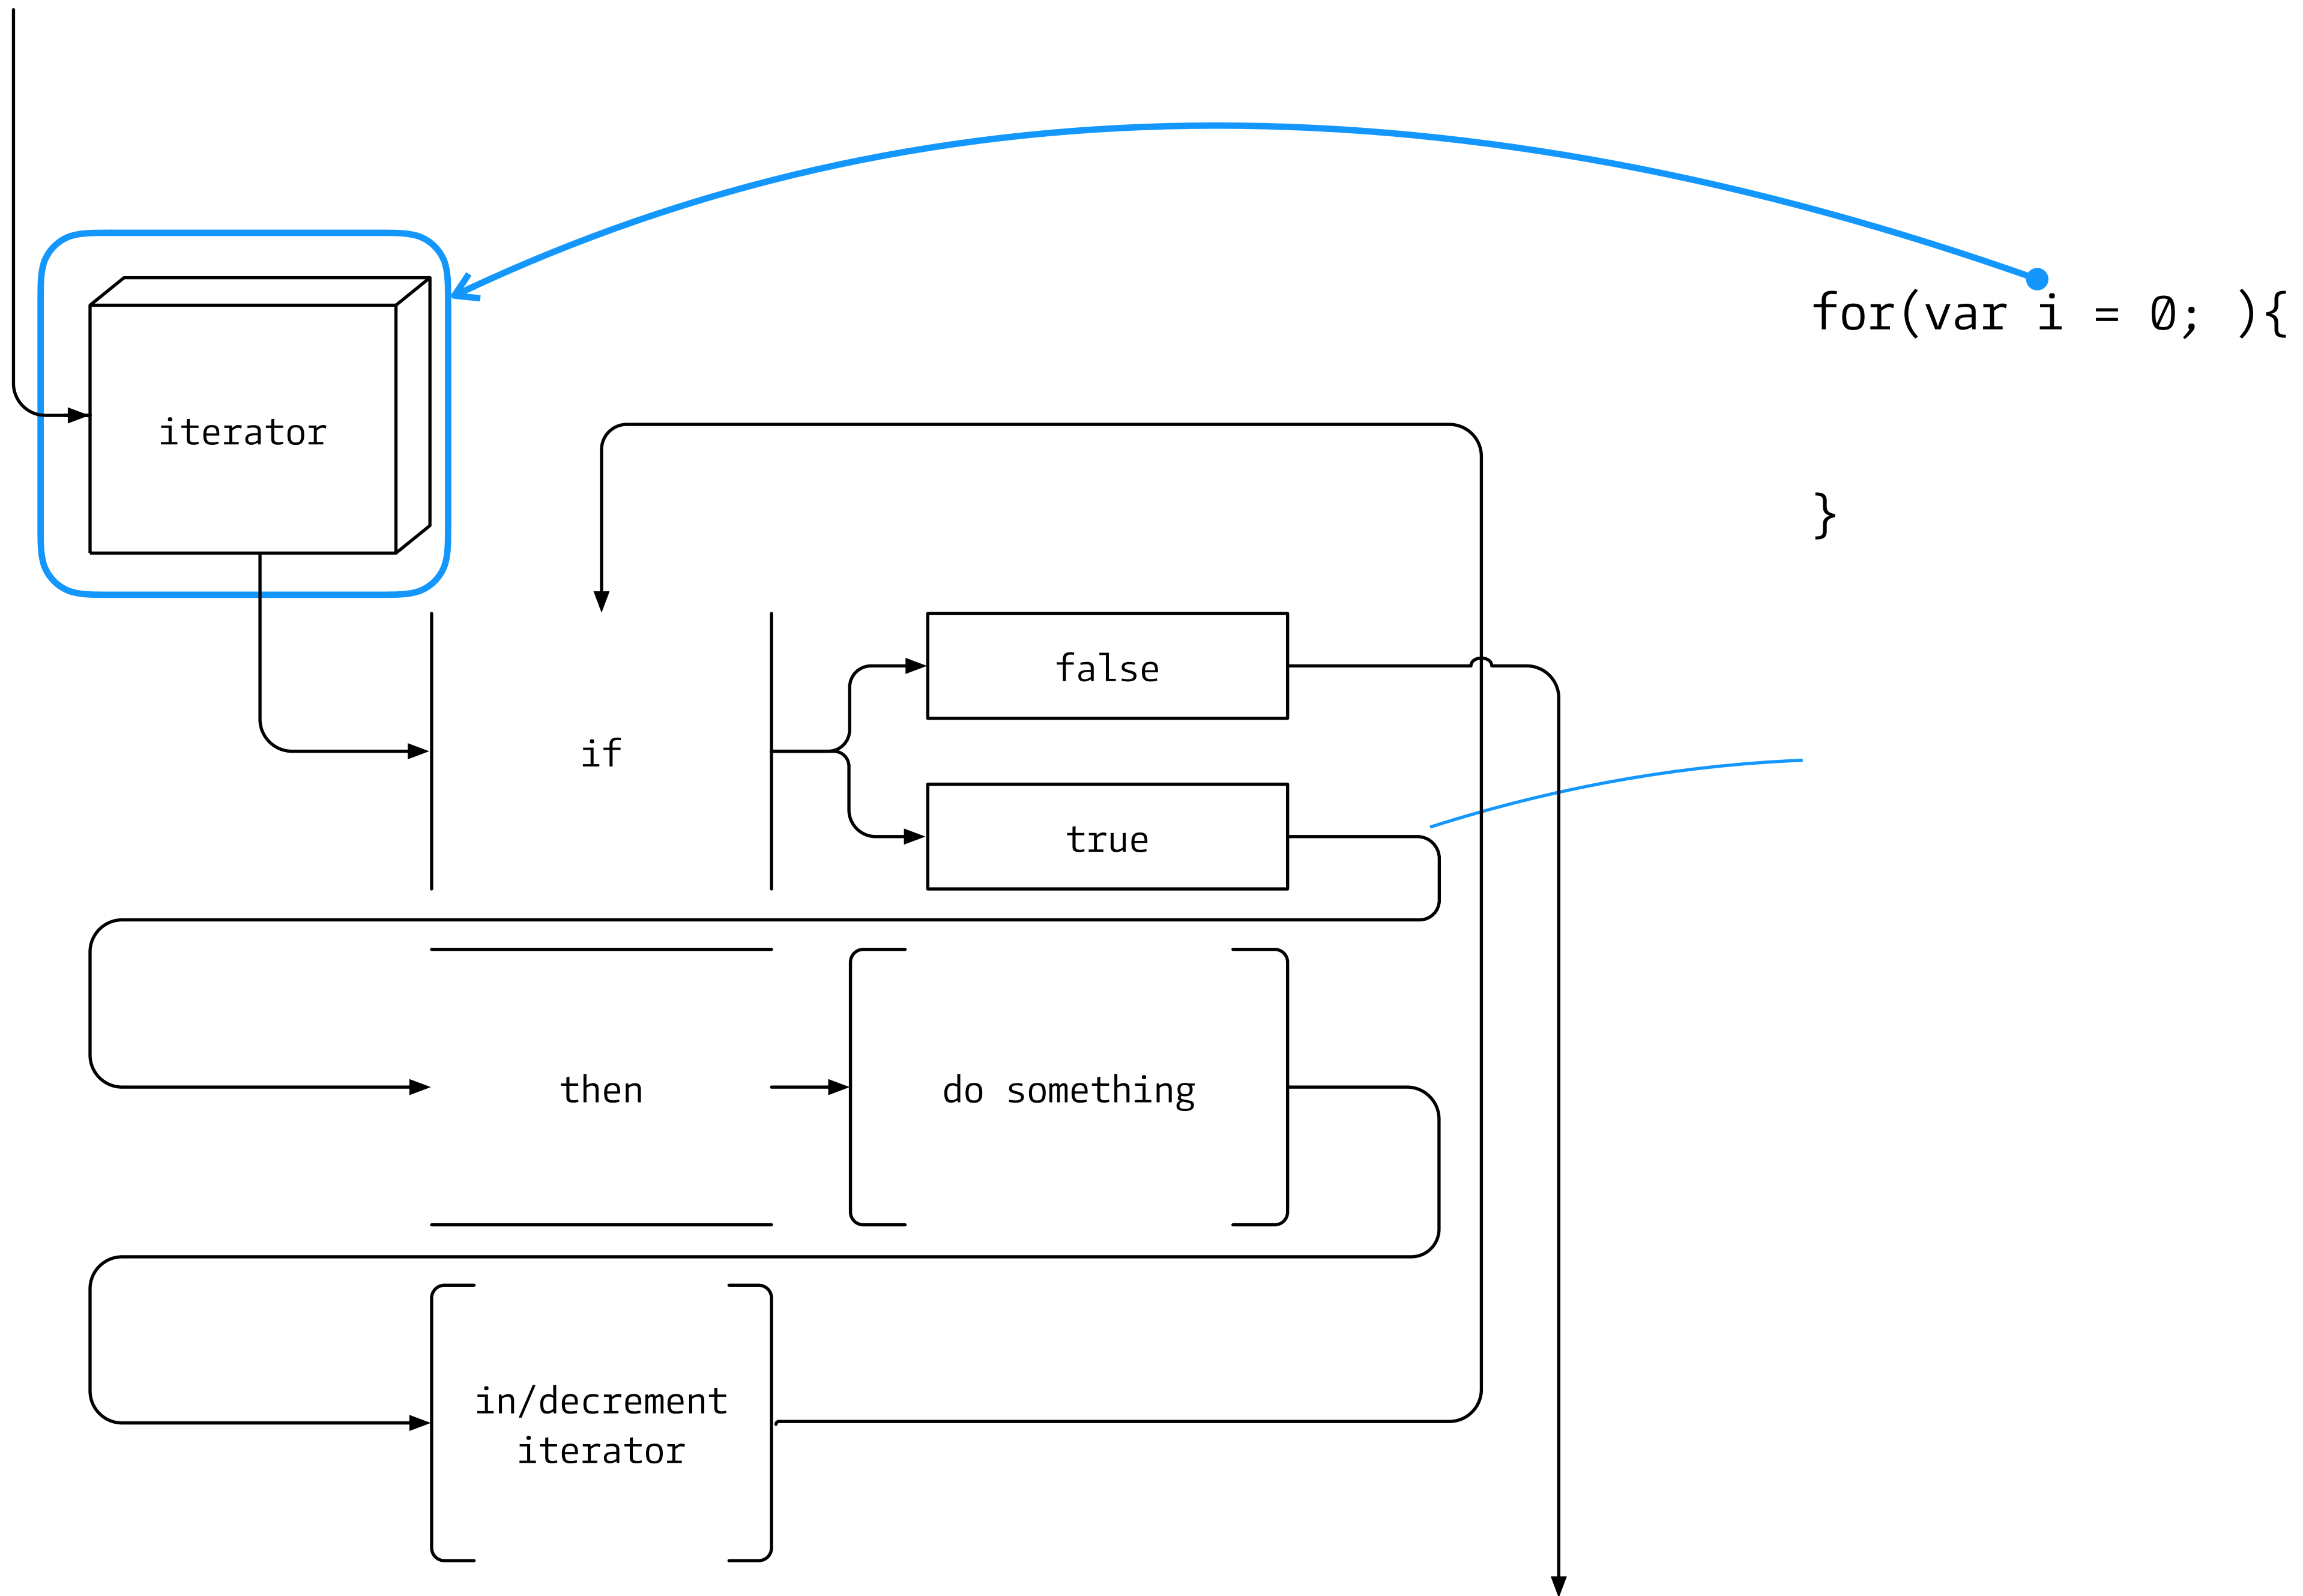 for(var i = 0; ){
}
iterator
if
false
true
then
do something
in/decrement
iterator